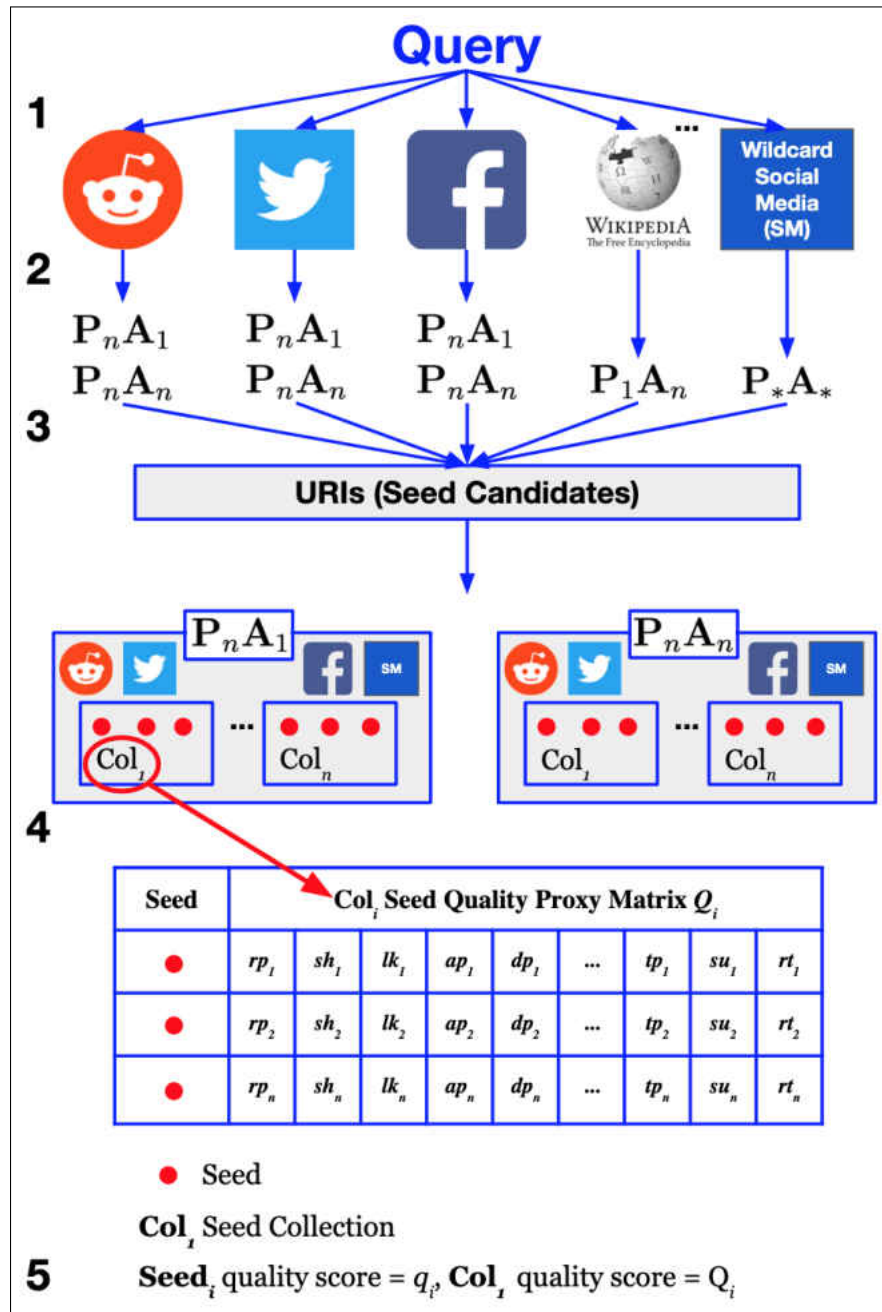 Query
1
...
Wildcard
Social
Media
(SM)
WIKIPEDIA
The Free Encyclopedia
2
PₙA₁ PₙA₁ PₙA₁
PₙAₙ PₙAₙ PₙAₙ P₁Aₙ P*A*
3
URIs (Seed Candidates)
PₙA₁ PₙAₙ
SM SM
... ...
Col₁ Colₙ Col₁ Colₙ
4
Seed Colᵢ Seed Quality Proxy Matrix Qᵢ
rp₁ sh₁ lk₁ ap₁ dp₁ ... tp₁ su₁ rt₁
rp₂ sh₂ lk₂ ap₂ dp₂ ... tp₂ su₂ rt₂
rpₙ shₙ lkₙ apₙ dpₙ ... tpₙ suₙ rtₙ
Seed
Col₁ Seed Collection
5 Seedᵢ quality score = qᵢ, Col₁ quality score = Qᵢ